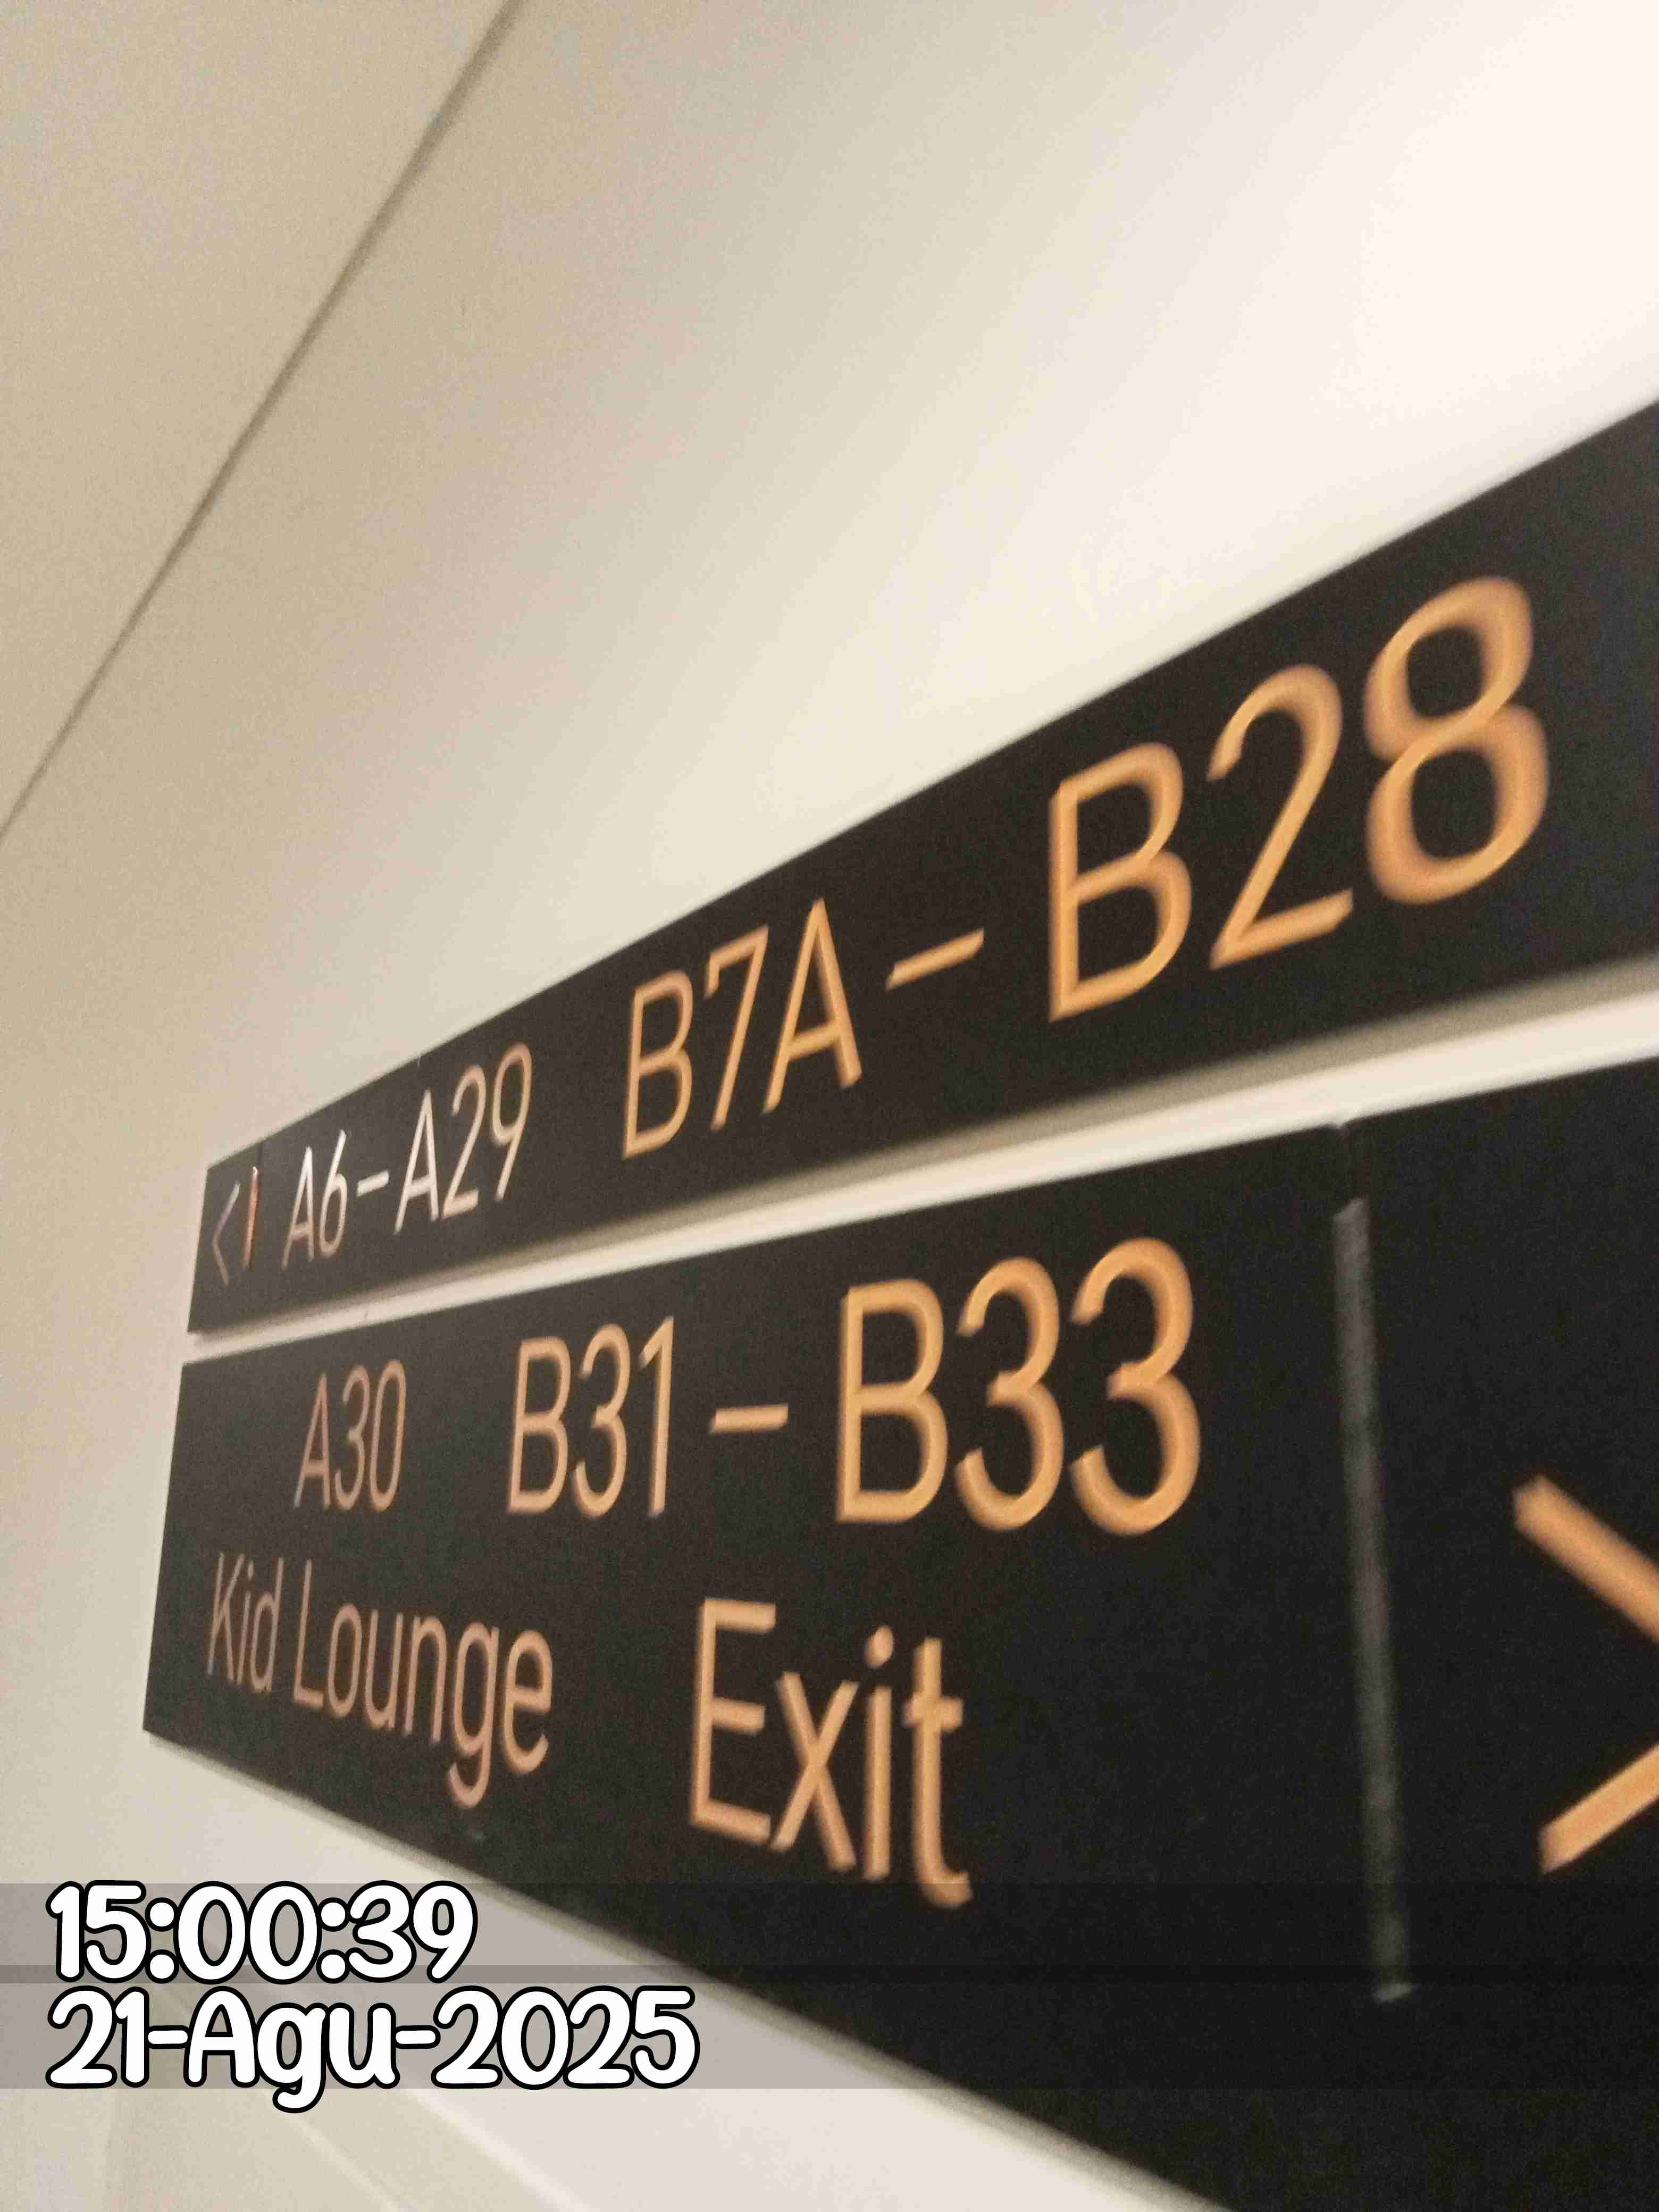 < | A6-A29 B7A - B28
A30 B31 - B33 >
Kid Lounge Exit
15:00:39
21-Agu-2025